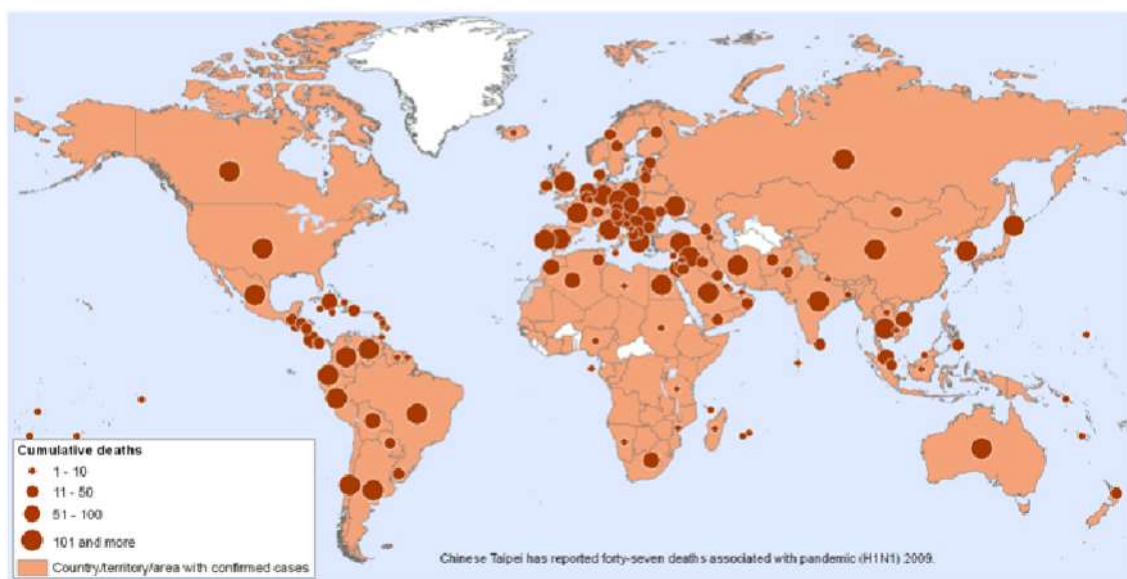 Cumulative deaths
1 - 10
11 - 50
51 - 100
101 and more
Country/territory/area with confirmed cases
Chinese Taipei has reported forty-seven deaths associated with pandemic (H1N1) 2009.